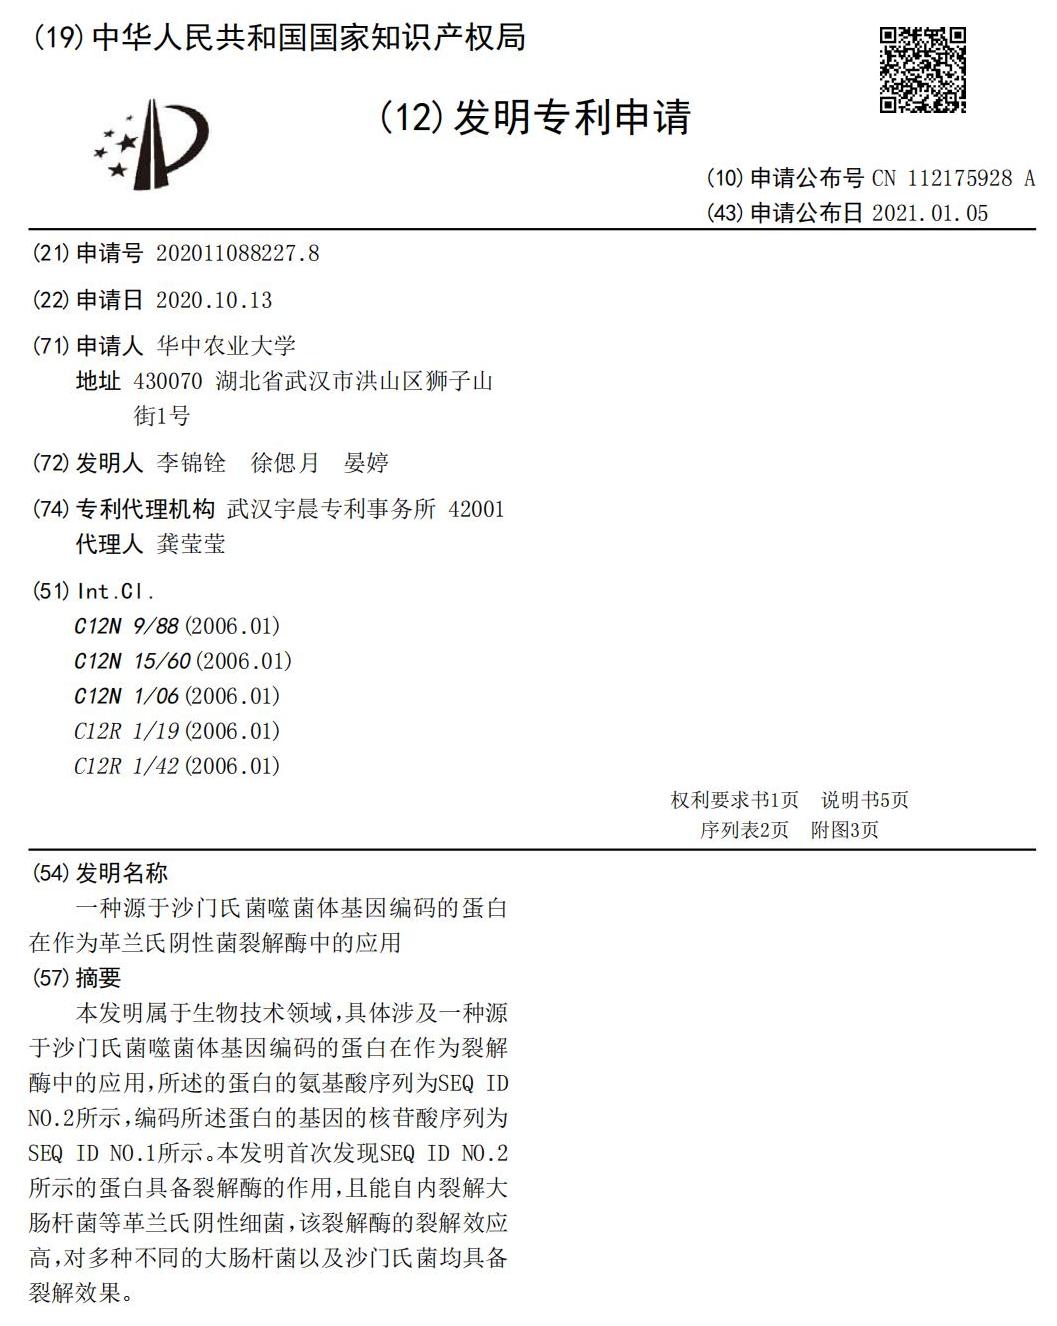 (19)中华人民共和国国家知识产权局
(12)发明专利申请
(10)申请公布号 CN 112175928 A
(43)申请公布日 2021.01.05
(21)申请号 202011088227.8
(22)申请日 2020.10.13
(71)申请人 华中农业大学
地址 430070 湖北省武汉市洪山区狮子山
街1号
(72)发明人 李锦铨 徐偲月 晏婷
(74)专利代理机构 武汉宇晨专利事务所 42001
代理人 龚莹莹
(51)Int.Cl.
C12N 9/88(2006.01)
C12N 15/60(2006.01)
C12N 1/06(2006.01)
C12R 1/19(2006.01)
C12R 1/42(2006.01)
权利要求书1页 说明书5页
序列表2页 附图3页
(54)发明名称
一种源于沙门氏菌噬菌体基因编码的蛋白
在作为革兰氏阴性菌裂解酶中的应用
(57)摘要
本发明属于生物技术领域,具体涉及一种源
于沙门氏菌噬菌体基因编码的蛋白在作为裂解
酶中的应用,所述的蛋白的氨基酸序列为SEQ ID
NO.2所示,编码所述蛋白的基因的核苷酸序列为
SEQ ID NO.1所示。本发明首次发现SEQ ID NO.2
所示的蛋白具备裂解酶的作用,且能自内裂解大
肠杆菌等革兰氏阴性细菌,该裂解酶的裂解效应
高,对多种不同的大肠杆菌以及沙门氏菌均具备
裂解效果。